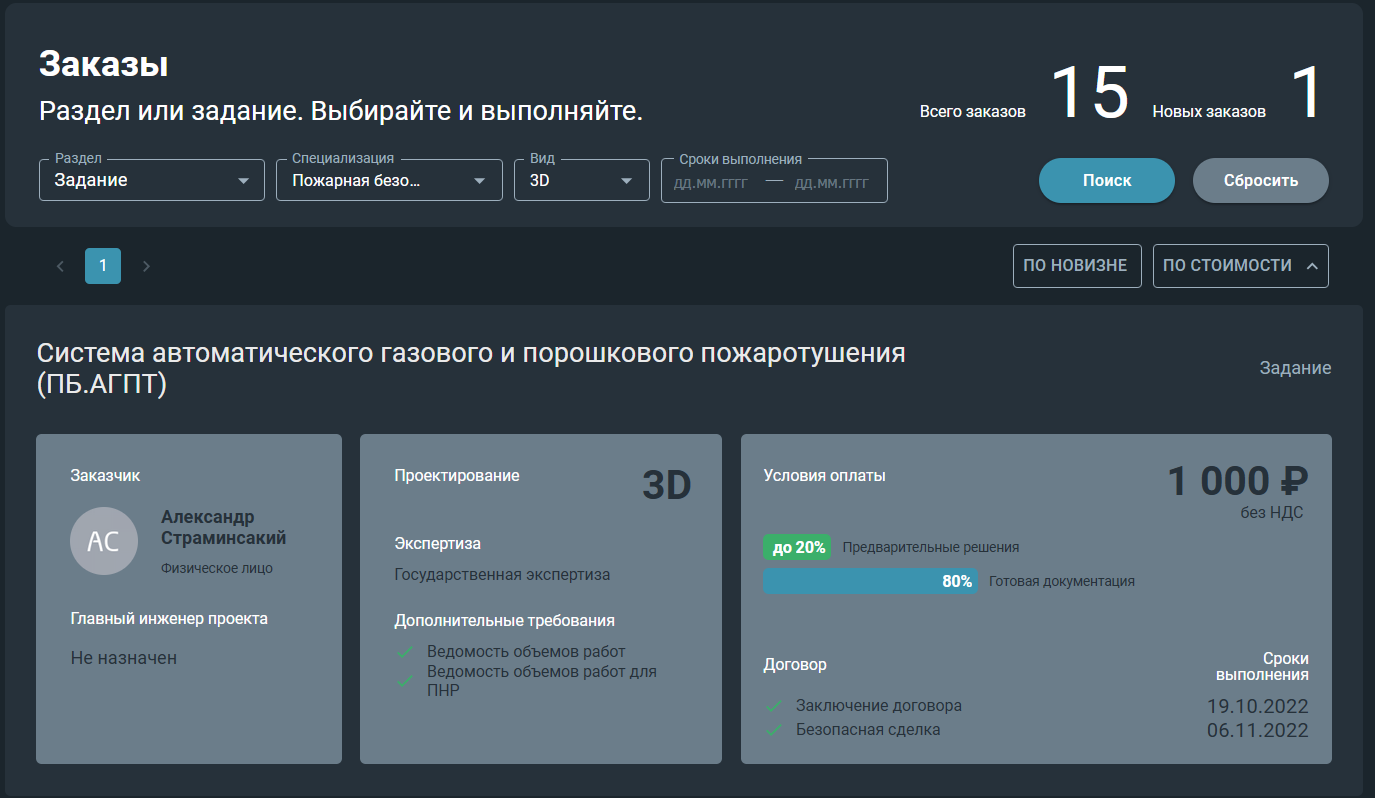 Заказы
Раздел или задание. Выбирайте и выполняйте.
Всего заказов 15 Новых заказов 1
Раздел Специализация Вид Сроки выполнения
Задание Пожарная безо... 3D ДД.ММ.ГГГГ — ДД.ММ.ГГГГ Поиск Сбросить
1 ПО НОВИЗНЕ ПО СТОИМОСТИ
Система автоматического газового и порошкового пожаротушения
(ПБ.АГПТ)
Задание
Заказчик
АС
Александр
Страминсакий
Физическое лицо
Главный инженер проекта
Не назначен
Проектирование 3D
Экспертиза
Государственная экспертиза
Дополнительные требования
Ведомость объемов работ
Ведомость объемов работ для
ПНР
Условия оплаты 1 000 ₽
без НДС
до 20% Предварительные решения
80% Готовая документация
Договор
Заключение договора
Безопасная сделка
Сроки
выполнения
19.10.2022
06.11.2022